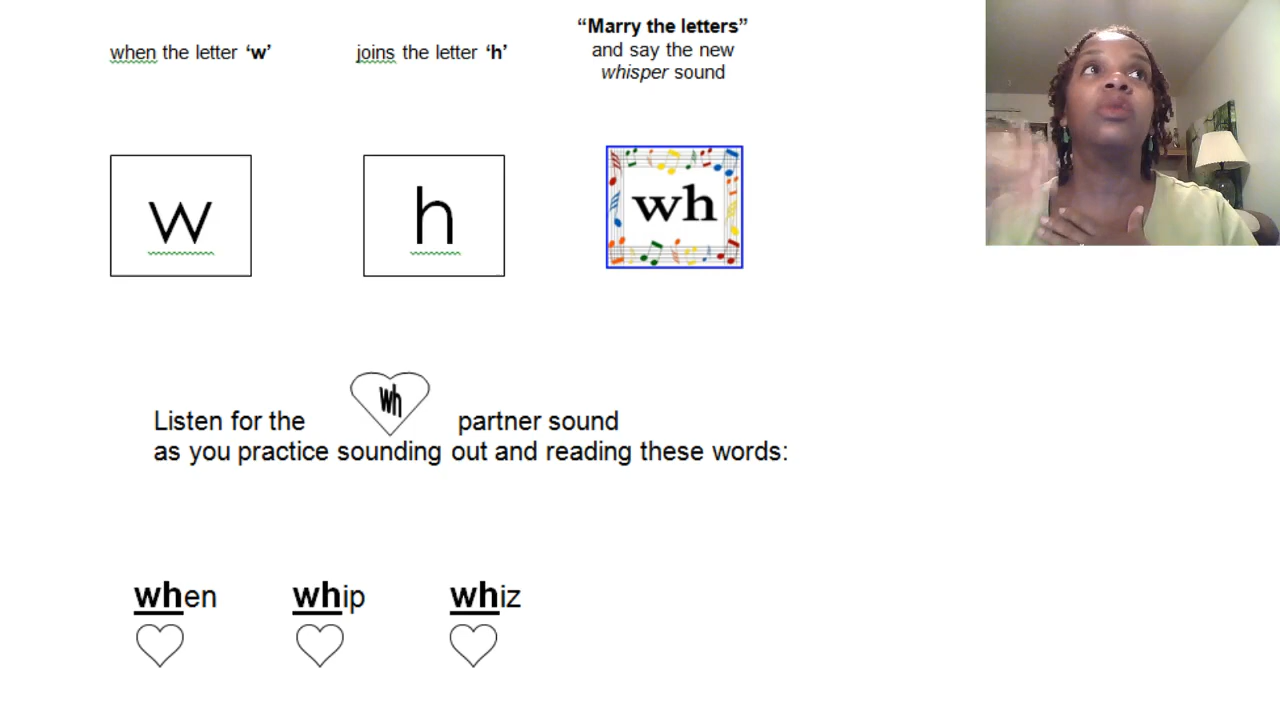 when the letter ‘w’
joins the letter ‘h’
“Marry the letters”
and say the new
whisper sound
w
h
wh
Listen for the wh partner sound
as you practice sounding out and reading these words:
when whip whiz